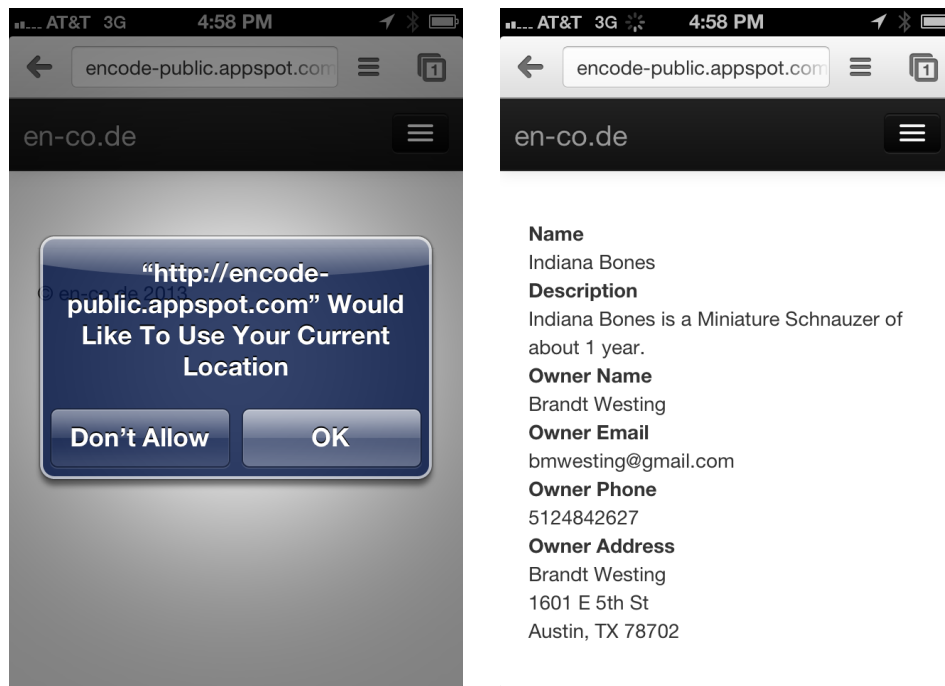 AT&T 3G 4:58 PM
encode-public.appspot.com
1
en-co.de
© en-co.de 2013
“http://encode-
public.appspot.com” Would
Like To Use Your Current
Location
Don’t Allow OK
AT&T 3G 4:58 PM
encode-public.appspot.com
1
en-co.de
Name
Indiana Bones
Description
Indiana Bones is a Miniature Schnauzer of
about 1 year.
Owner Name
Brandt Westing
Owner Email
bmwesting@gmail.com
Owner Phone
5124842627
Owner Address
Brandt Westing
1601 E 5th St
Austin, TX 78702